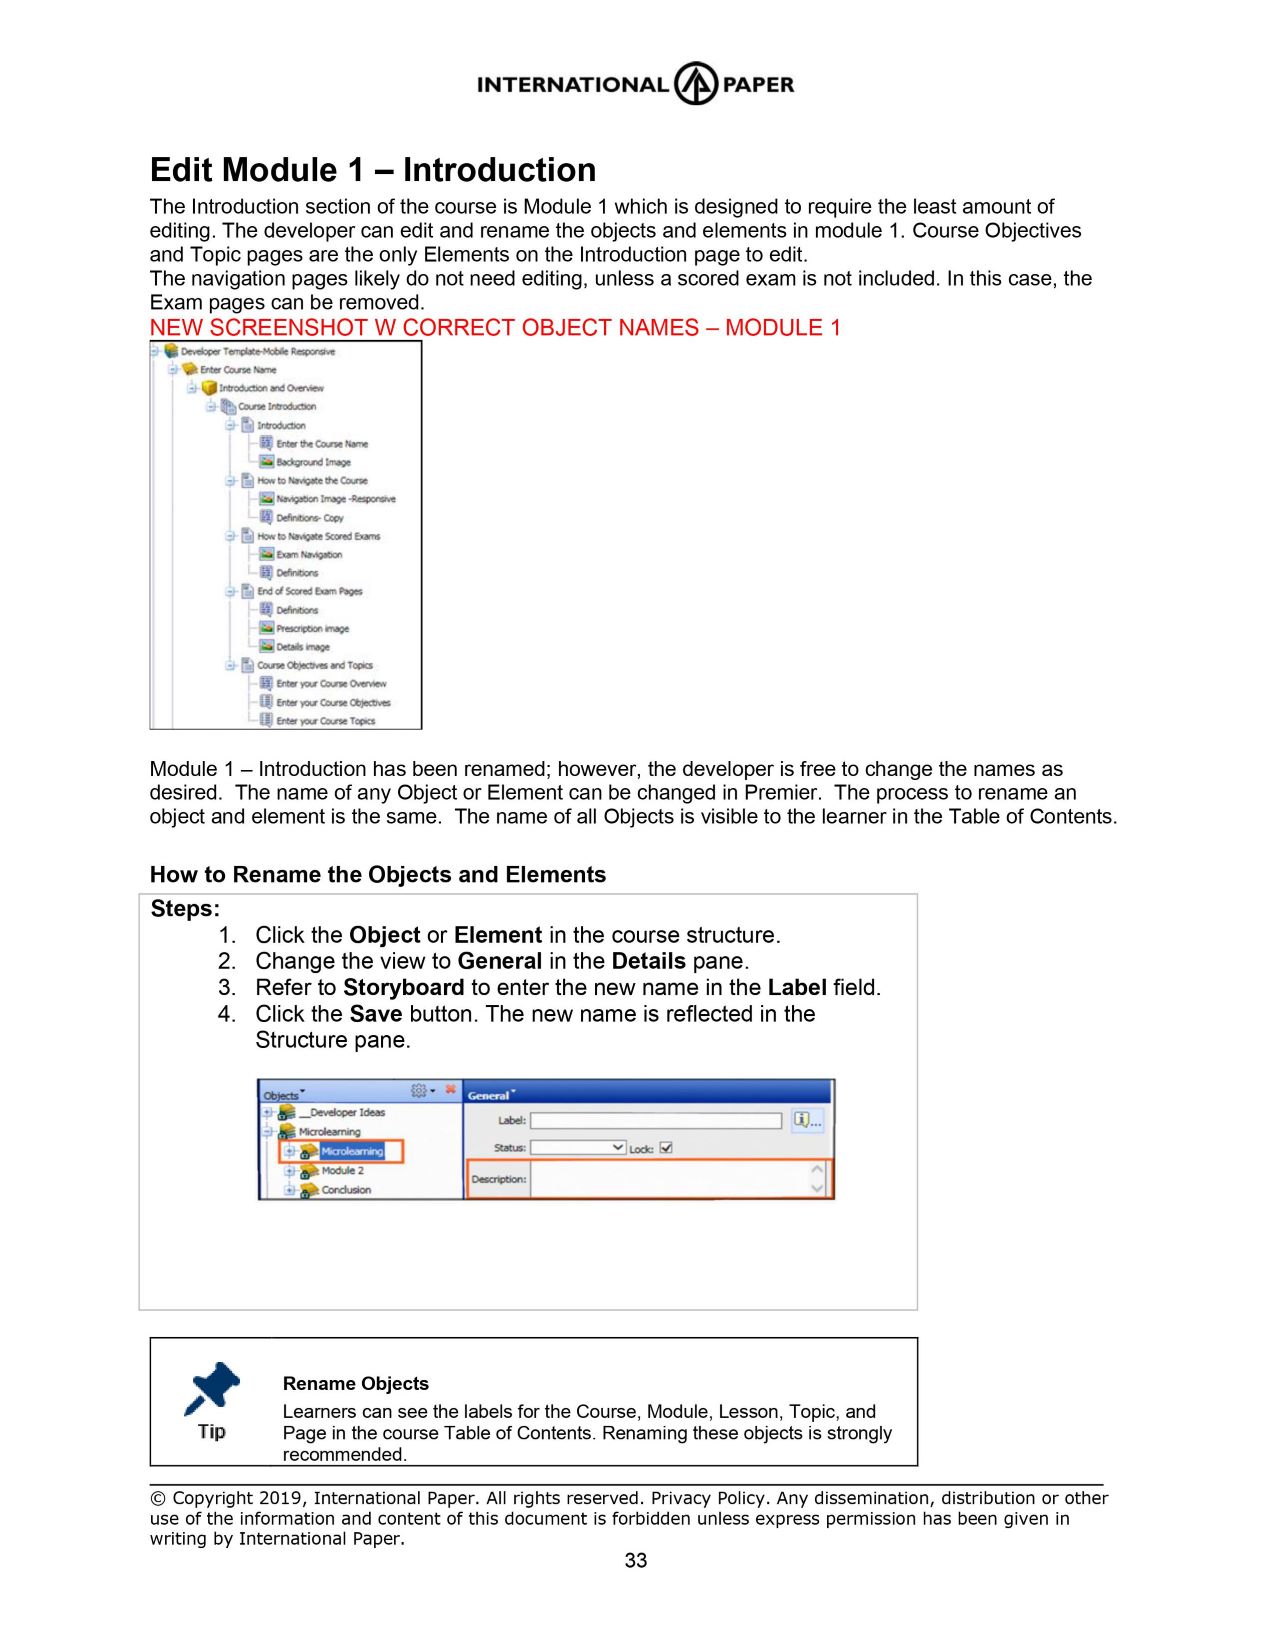 INTERNATIONAL PAPER
Edit Module 1 – Introduction
The Introduction section of the course is Module 1 which is designed to require the least amount of
editing. The developer can edit and rename the objects and elements in module 1. Course Objectives
and Topic pages are the only Elements on the Introduction page to edit.
The navigation pages likely do not need editing, unless a scored exam is not included. In this case, the
Exam pages can be removed.
NEW SCREENSHOT W CORRECT OBJECT NAMES – MODULE 1
Developer Template-Mobile Responsive
Enter Course Name
Introduction and Overview
Course Introduction
Introduction
Enter the Course Name
Background Image
How to Navigate the Course
Navigation Image -Responsive
Definitions- Copy
How to Navigate Scored Exams
Exam Navigation
Definitions
End of Scored Exam Pages
Definitions
Prescription image
Details image
Course Objectives and Topics
Enter your Course Overview
Enter your Course Objectives
Enter your Course Topics
Module 1 – Introduction has been renamed; however, the developer is free to change the names as
desired.  The name of any Object or Element can be changed in Premier.  The process to rename an
object and element is the same.  The name of all Objects is visible to the learner in the Table of Contents.
How to Rename the Objects and Elements
Steps:
1. Click the Object or Element in the course structure.
2. Change the view to General in the Details pane.
3. Refer to Storyboard to enter the new name in the Label field.
4. Click the Save button. The new name is reflected in the
Structure pane.
Objects
__Developer Ideas
Microlearning
Microlearning
Module 2
Conclusion
General
Label:
...
Status:
Lock:
Description:
Tip
Rename Objects
Learners can see the labels for the Course, Module, Lesson, Topic, and
Page in the course Table of Contents. Renaming these objects is strongly
recommended.
© Copyright 2019, International Paper. All rights reserved. Privacy Policy. Any dissemination, distribution or other
use of the information and content of this document is forbidden unless express permission has been given in
writing by International Paper.
33